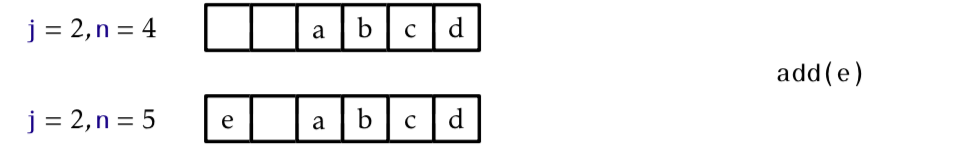 j = 2, n = 4 a b c d
add(e)
j = 2, n = 5 e a b c d